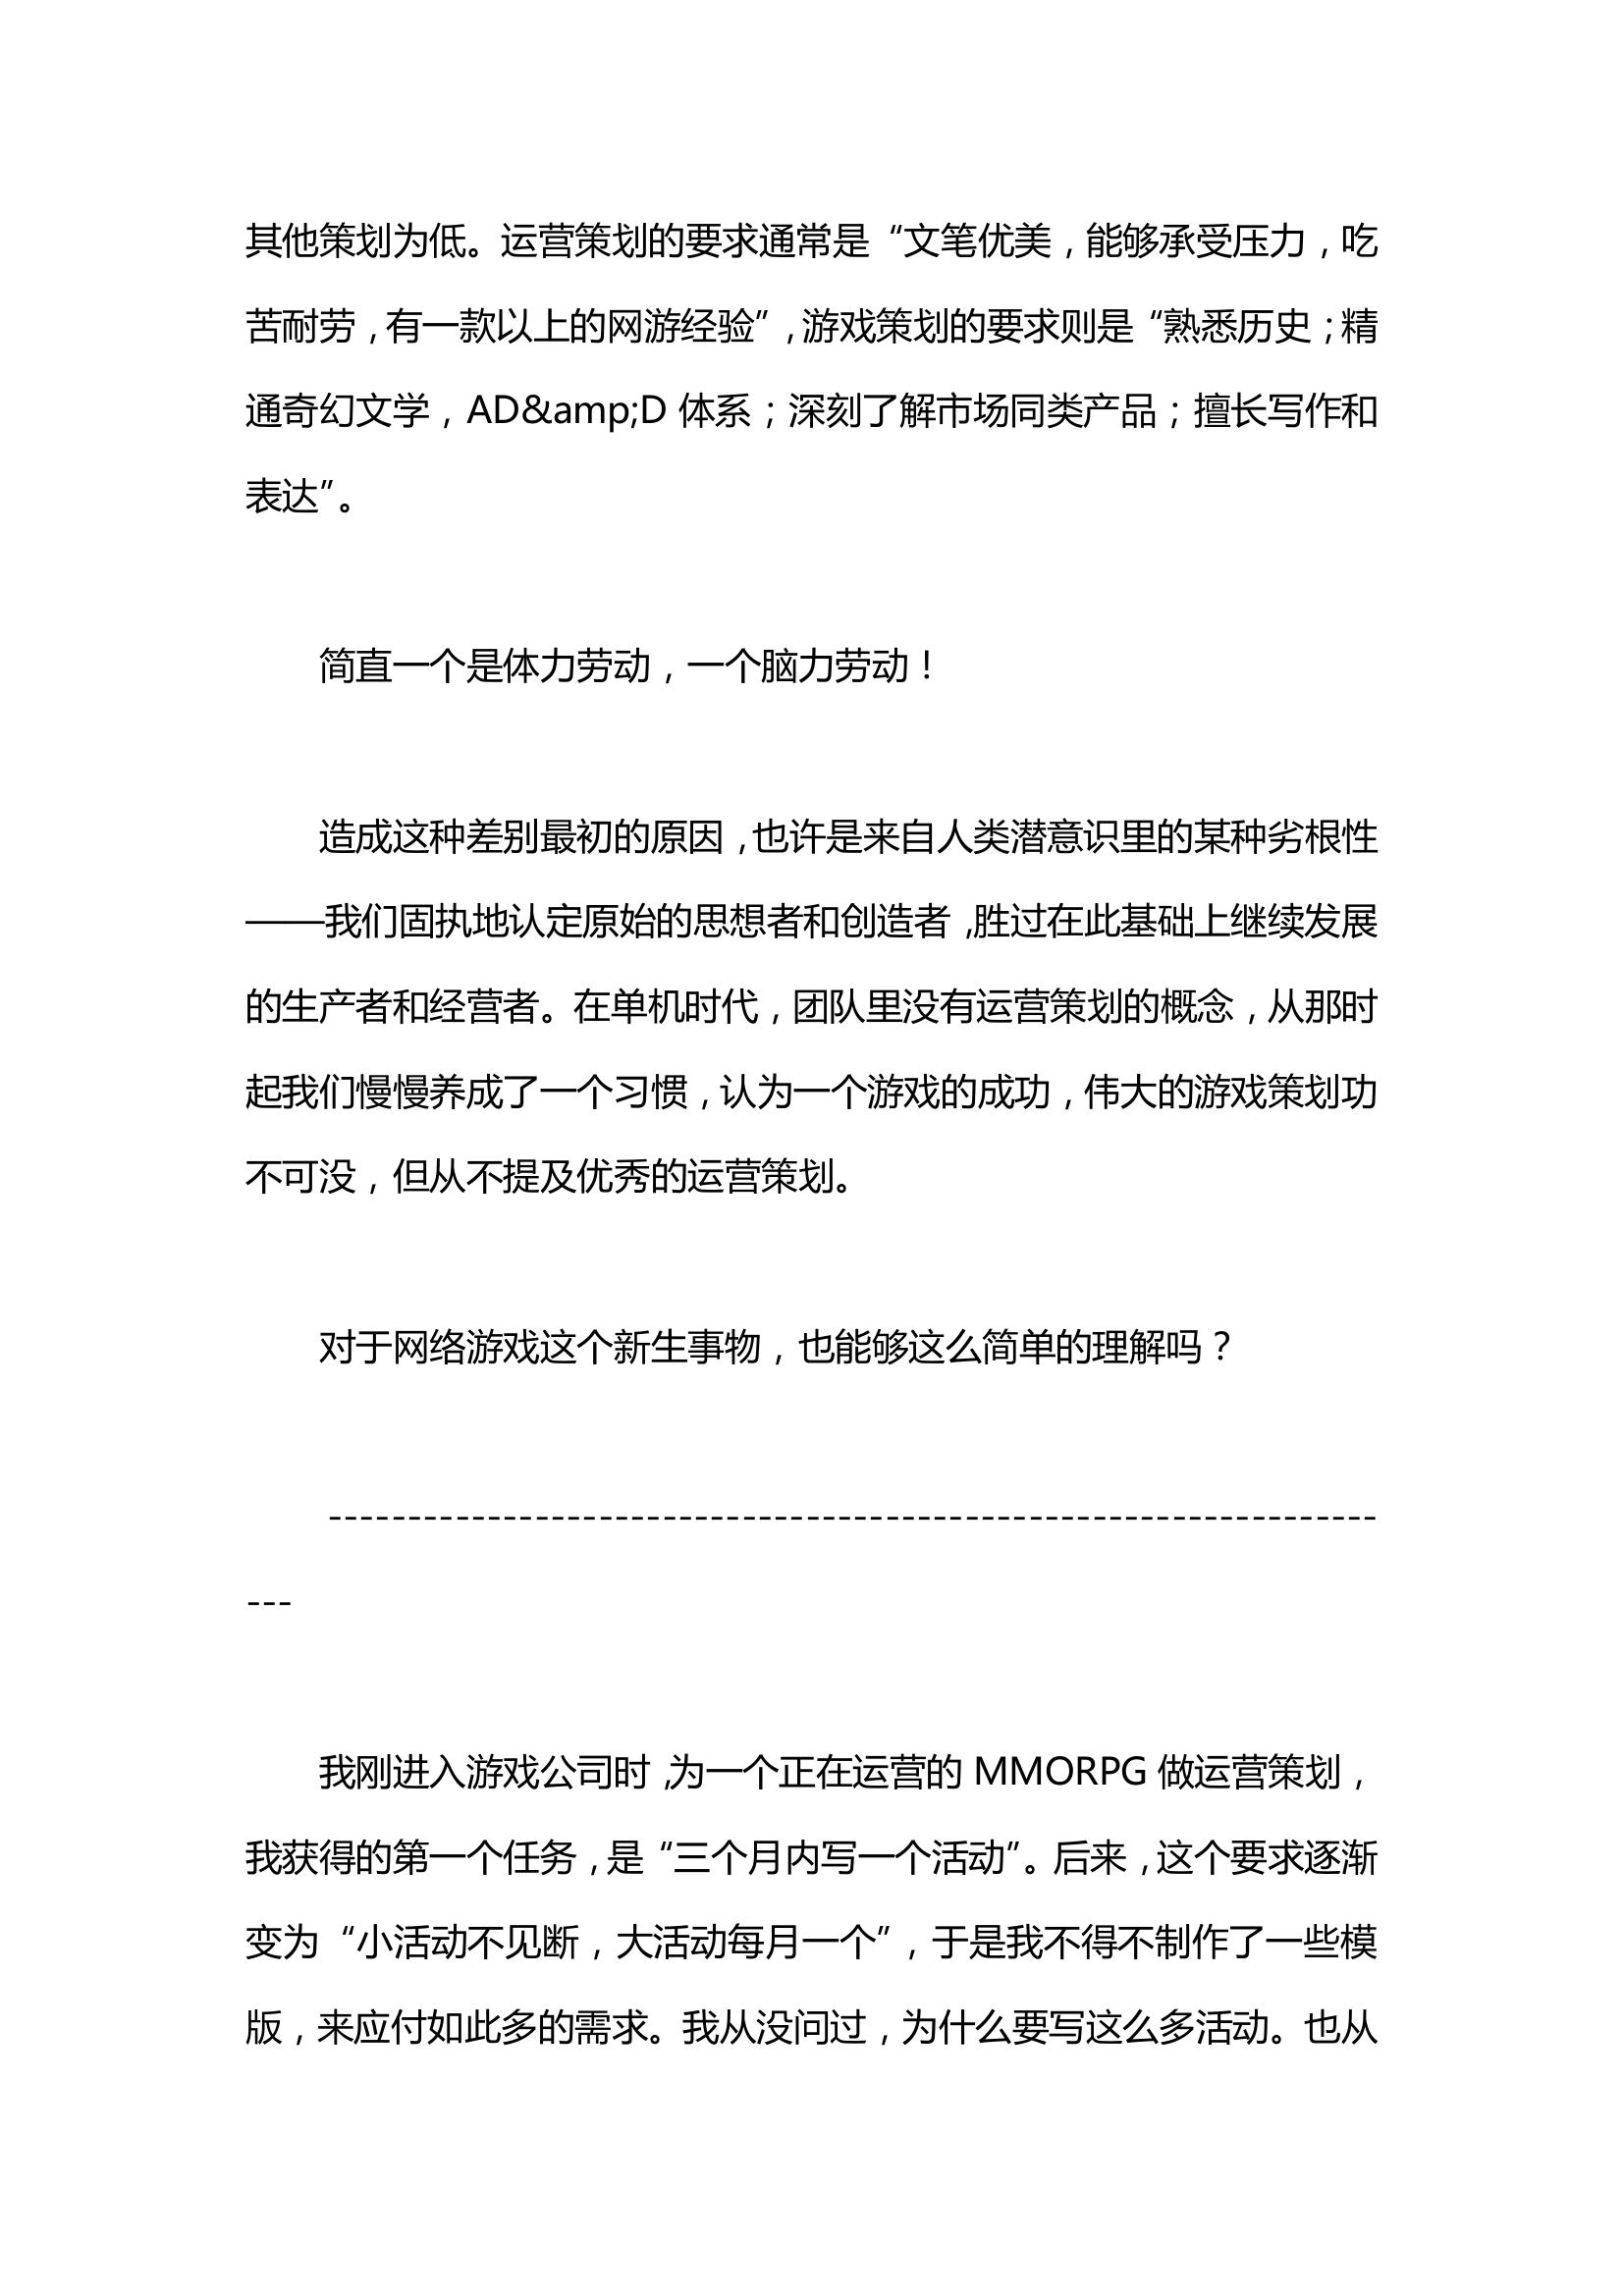 其他策划为低。运营策划的要求通常是“文笔优美，能够承受压力，吃
苦耐劳，有一款以上的网游经验”，游戏策划的要求则是“熟悉历史；精
通奇幻文学，AD&amp;D 体系；深刻了解市场同类产品；擅长写作和
表达”。
简直一个是体力劳动，一个脑力劳动！
造成这种差别最初的原因，也许是来自人类潜意识里的某种劣根性
——我们固执地认定原始的思想者和创造者，胜过在此基础上继续发展
的生产者和经营者。在单机时代，团队里没有运营策划的概念，从那时
起我们慢慢养成了一个习惯，认为一个游戏的成功，伟大的游戏策划功
不可没，但从不提及优秀的运营策划。
对于网络游戏这个新生事物，也能够这么简单的理解吗？
------------------------------------------------------------------
---
我刚进入游戏公司时，为一个正在运营的 MMORPG 做运营策划，
我获得的第一个任务，是“三个月内写一个活动”。后来，这个要求逐渐
变为“小活动不见断，大活动每月一个”，于是我不得不制作了一些模
版，来应付如此多的需求。我从没问过，为什么要写这么多活动。也从